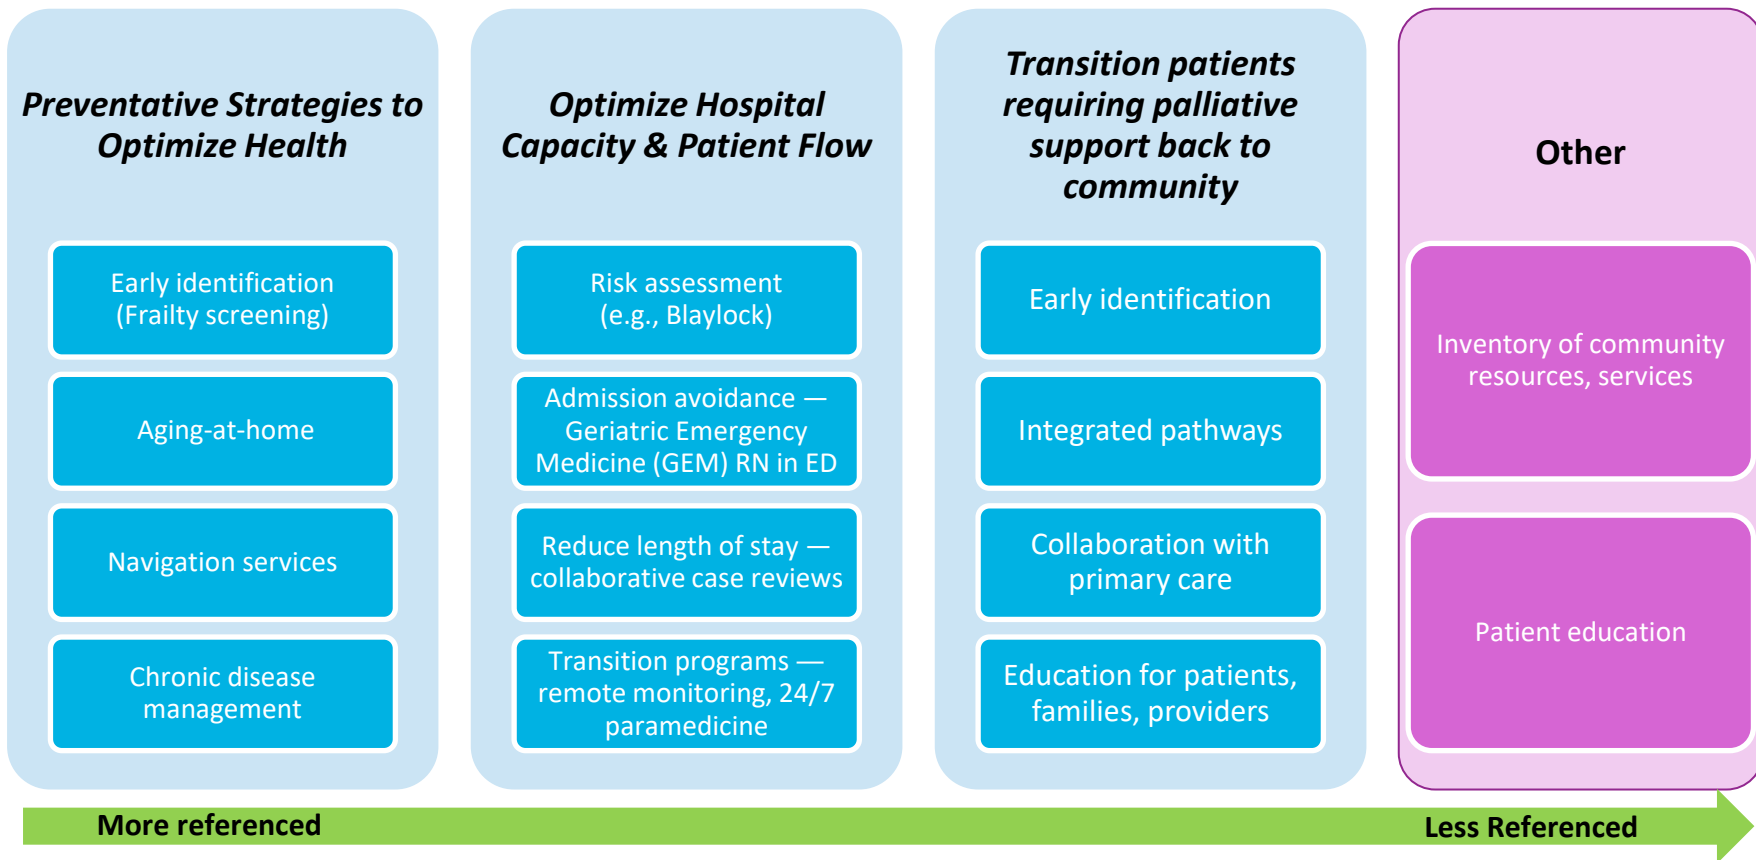 Preventative Strategies to
Optimize Health
Early identification
(Frailty screening)
Aging-at-home
Navigation services
Chronic disease
management
Optimize Hospital
Capacity & Patient Flow
Risk assessment
(e.g., Blaylock)
Admission avoidance —
Geriatric Emergency
Medicine (GEM) RN in ED
Reduce length of stay —
collaborative case reviews
Transition programs —
remote monitoring, 24/7
paramedicine
Transition patients
requiring palliative
support back to
community
Early identification
Integrated pathways
Collaboration with
primary care
Education for patients,
families, providers
Other
Inventory of community
resources, services
Patient education
More referenced
Less Referenced